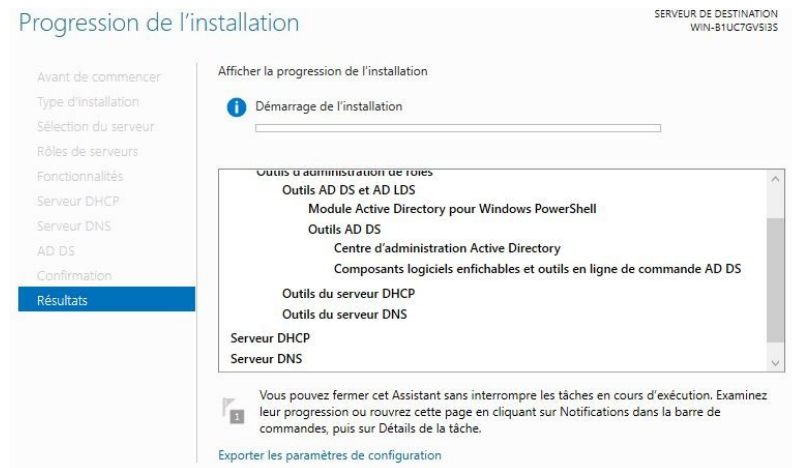 Progression de l'installation
SERVEUR DE DESTINATION
WIN-B1UC7GV5I3S
Avant de commencer
Type d'installation
Sélection du serveur
Rôles de serveurs
Fonctionnalités
Serveur DHCP
Serveur DNS
AD DS
Confirmation
Résultats
Afficher la progression de l'installation
Démarrage de l'installation
Outils d'administration de rôles
Outils AD DS et AD LDS
Module Active Directory pour Windows PowerShell
Outils AD DS
Centre d'administration Active Directory
Composants logiciels enfichables et outils en ligne de commande AD DS
Outils du serveur DHCP
Outils du serveur DNS
Serveur DHCP
Serveur DNS
1
Vous pouvez fermer cet Assistant sans interrompre les tâches en cours d'exécution. Examinez
leur progression ou rouvrez cette page en cliquant sur Notifications dans la barre de
commandes, puis sur Détails de la tâche.
Exporter les paramètres de configuration